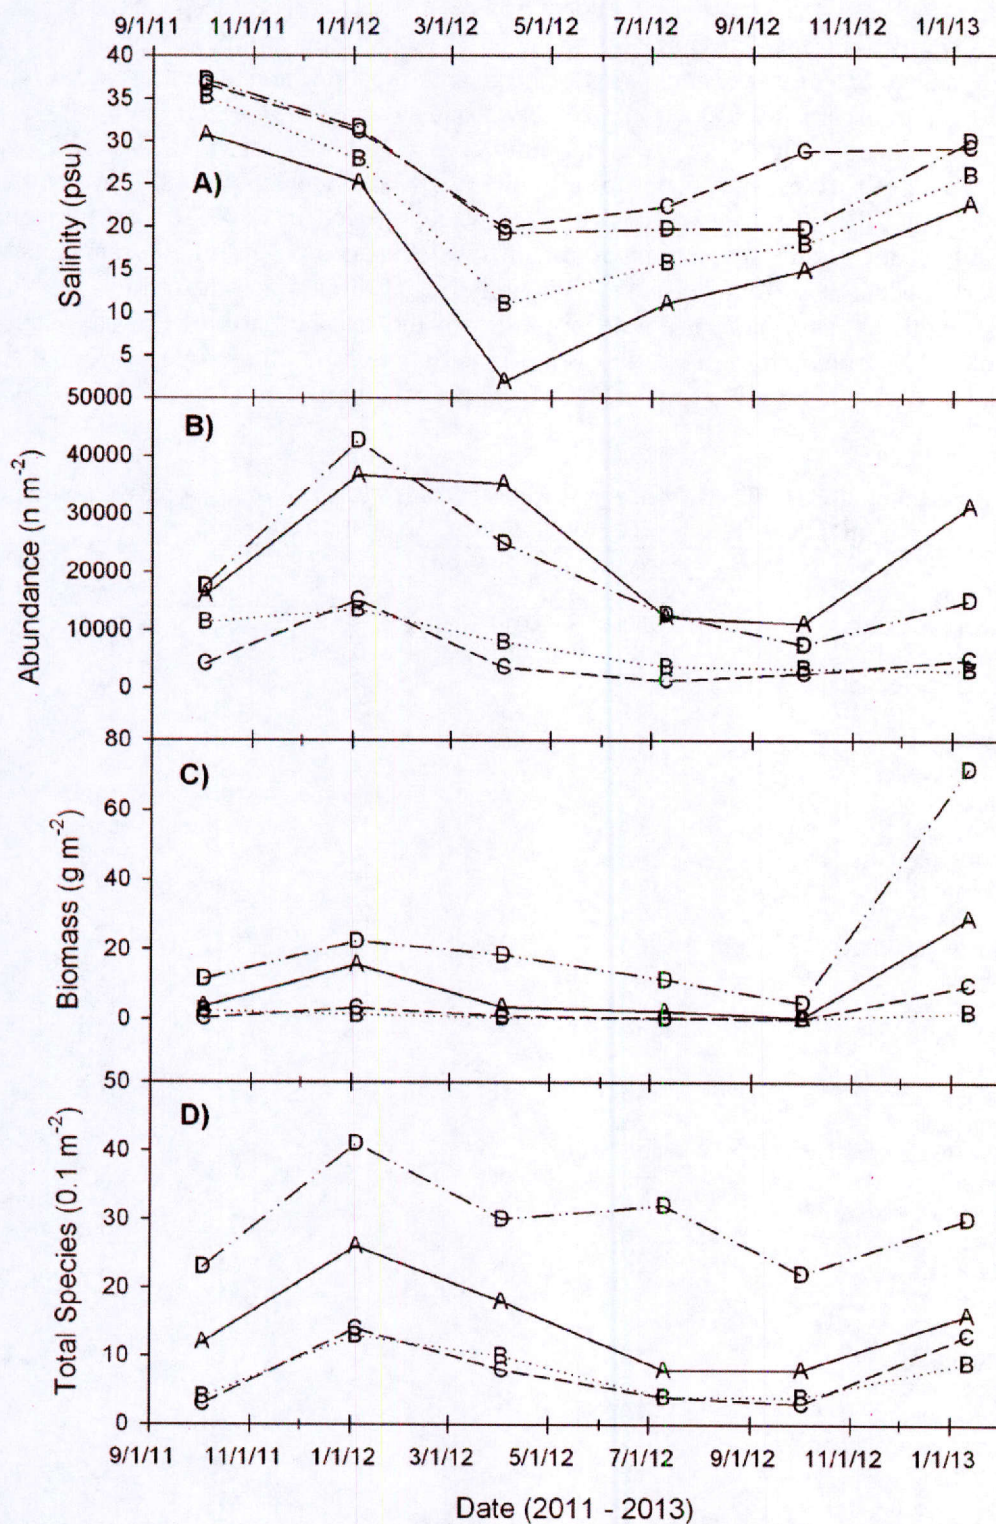 9/1/11 11/1/11 1/1/12 3/1/12 5/1/12 7/1/12 9/1/12 11/1/12 1/1/13
40
35
30
25
20
15
10
5
Salinity (psu)
A)
50000
40000
30000
20000
10000
0
Abundance (n m-2)
B)
80
60
40
20
0
Biomass (g m-2)
C)
50
40
30
20
10
0
Total Species (0.1 m-2)
D)
9/1/11 11/1/11 1/1/12 3/1/12 5/1/12 7/1/12 9/1/12 11/1/12 1/1/13
Date (2011 - 2013)